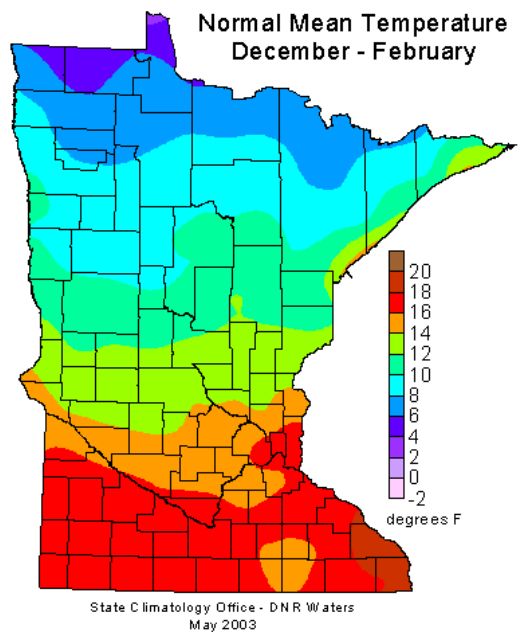 Normal Mean Temperature
December - February
20
18
16
14
12
10
8
6
4
2
0
-2
degrees F
State Climatology Office - DNR Waters
May 2003